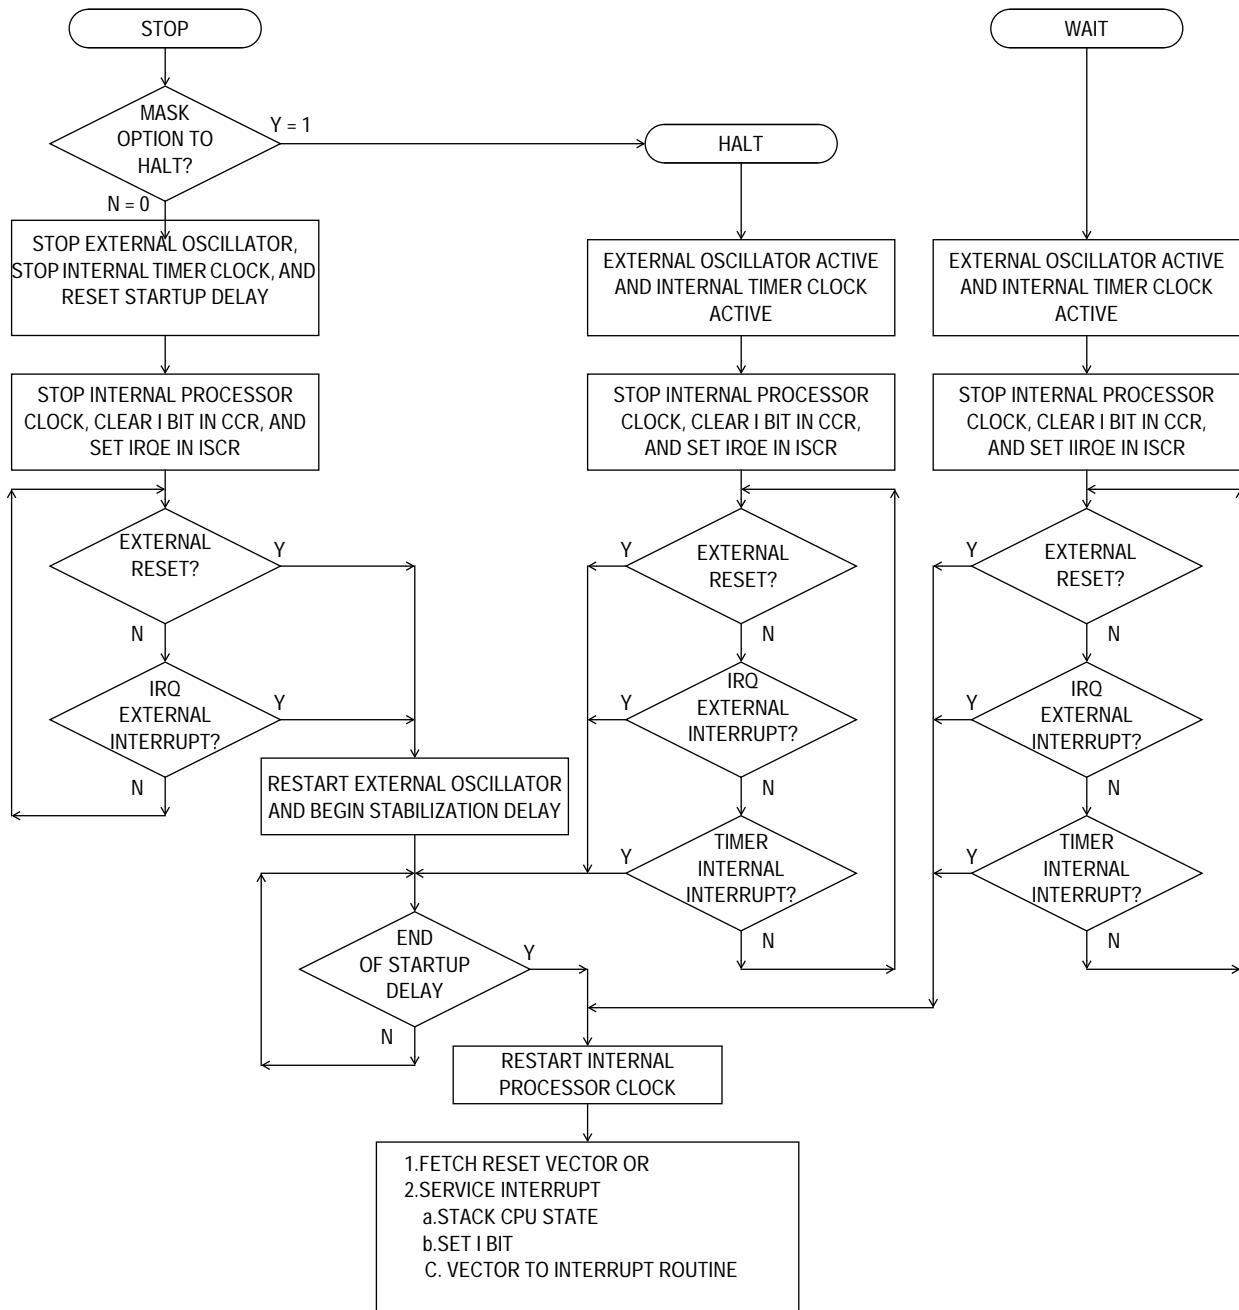 STOP
WAIT
MASK
OPTION TO
HALT?
Y = 1
HALT
N = 0
STOP EXTERNAL OSCILLATOR,
STOP INTERNAL TIMER CLOCK, AND
RESET STARTUP DELAY
EXTERNAL OSCILLATOR ACTIVE
AND INTERNAL TIMER CLOCK
ACTIVE
EXTERNAL OSCILLATOR ACTIVE
AND INTERNAL TIMER CLOCK
ACTIVE
STOP INTERNAL PROCESSOR
CLOCK, CLEAR I BIT IN CCR, AND
SET IRQE IN ISCR
STOP INTERNAL PROCESSOR
CLOCK, CLEAR I BIT IN CCR,
AND SET IRQE IN ISCR
STOP INTERNAL PROCESSOR
CLOCK, CLEAR I BIT IN CCR,
AND SET IIRQE IN ISCR
EXTERNAL
RESET?
Y
N
Y
EXTERNAL
RESET?
N
Y
EXTERNAL
RESET?
N
IRQ
EXTERNAL
INTERRUPT?
Y
N
Y
IRQ
EXTERNAL
INTERRUPT?
N
Y
IRQ
EXTERNAL
INTERRUPT?
N
RESTART EXTERNAL OSCILLATOR
AND BEGIN STABILIZATION DELAY
Y
TIMER
INTERNAL
INTERRUPT?
N
Y
TIMER
INTERNAL
INTERRUPT?
N
END
OF STARTUP
DELAY
Y
N
RESTART INTERNAL
PROCESSOR CLOCK
1.FETCH RESET VECTOR OR
2.SERVICE INTERRUPT
a.STACK CPU STATE
b.SET I BIT
C. VECTOR TO INTERRUPT ROUTINE